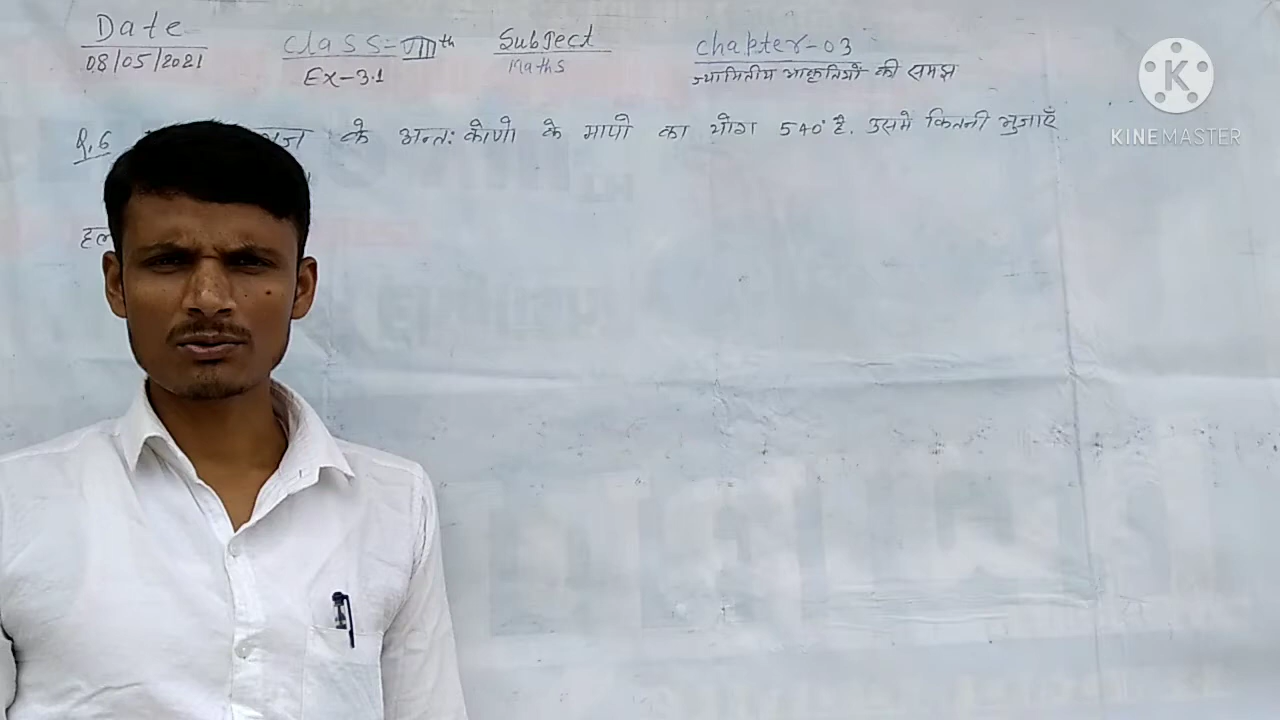 Date
08/05/2021
Class=VIIIth
Ex-3.1
Subject
Maths
Chapter-03
ज्यामितीय आकृतियों की समझ
Q.6 के अन्त: कोणो के मापो का योग 540° है. उसमे कितनी भुजाएँ
हल
K
KINEMASTER